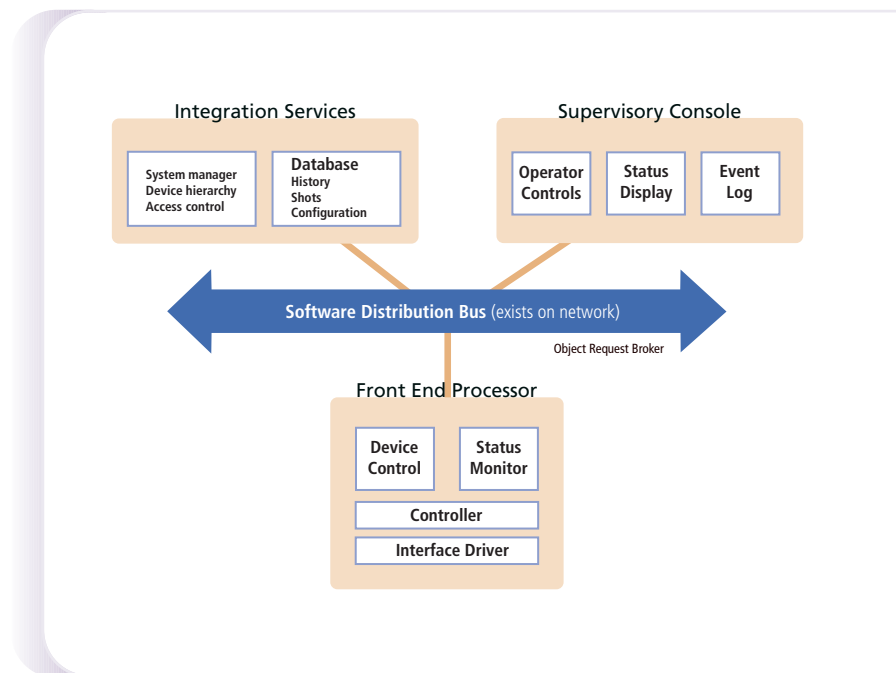 Integration Services
System manager
Device hierarchy
Access control
Database
History
Shots
Configuration
Supervisory Console
Operator
Controls
Status
Display
Event
Log
Software Distribution Bus (exists on network)
Object Request Broker
Front End Processor
Device
Control
Status
Monitor
Controller
Interface Driver